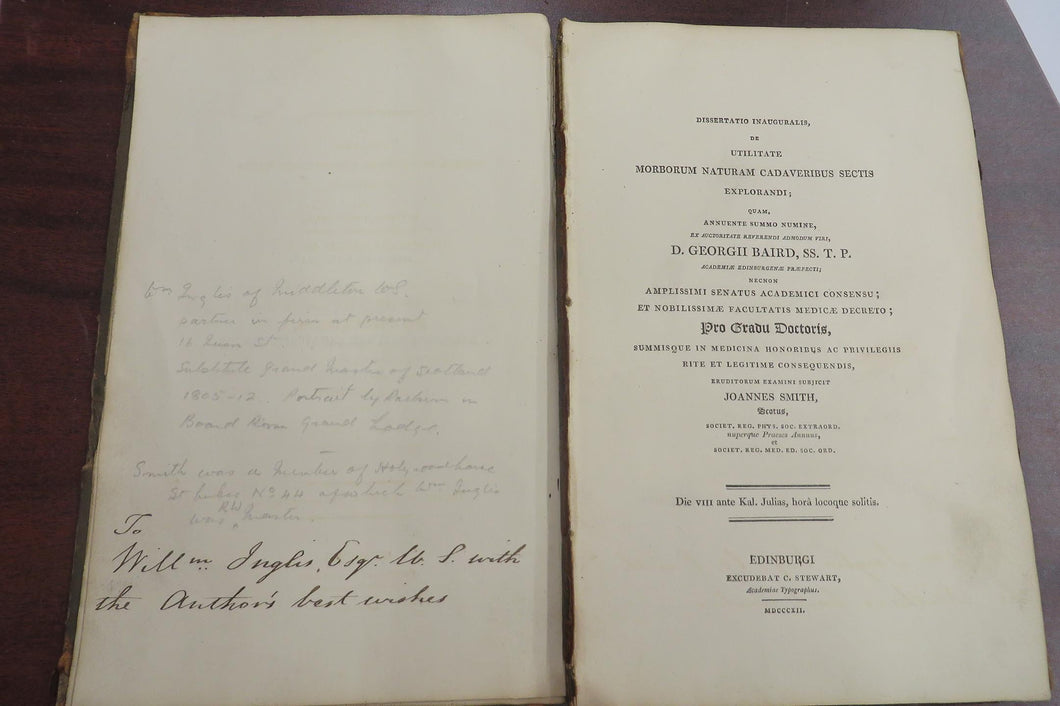 Wm Inglis of Middleton W.S.
partner in firm at present
16 Queen St
Substitute Grand Master of Scotland
1805-12. Portrait by Raeburn in
Board Room Grand Lodge.
Smith was a Member of Holyrood house
St Lukes No 44 of which Wm Inglis
was RW Master.
To
Willm Inglis, Esqr. W. S. with
the Author's best wishes
DISSERTATIO INAUGURALIS,
DE
UTILITATE
MORBORUM NATURAM CADAVERIBUS SECTIS
EXPLORANDI;
QUAM,
ANNUENTE SUMMO NUMINE,
EX AUCTORITATE REVERENDI ADMODUM VIRI,
D. GEORGII BAIRD, SS. T. P.
ACADEMIÆ EDINBURGENÆ PRÆFECTI;
NECNON
AMPLISSIMI SENATUS ACADEMICI CONSENSU;
ET NOBILISSIMÆ FACULTATIS MEDICÆ DECRETO;
Pro Gradu Doctoris,
SUMMISQUE IN MEDICINA HONORIBUS AC PRIVILEGIIS
RITE ET LEGITIME CONSEQUENDIS,
ERUDITORUM EXAMINI SUBJICIT
JOANNES SMITH,
Scotus,
SOCIET. REG. PHYS. SOC. EXTRAORD.
nuperque Præses Annuus,
et
SOCIET. REG. MED. ED. SOC. ORD.
Die VIII ante Kal. Julias, horâ locoque solitis.
EDINBURGI
EXCUDEBAT C. STEWART,
Academiæ Typographus.
MDCCCXII.